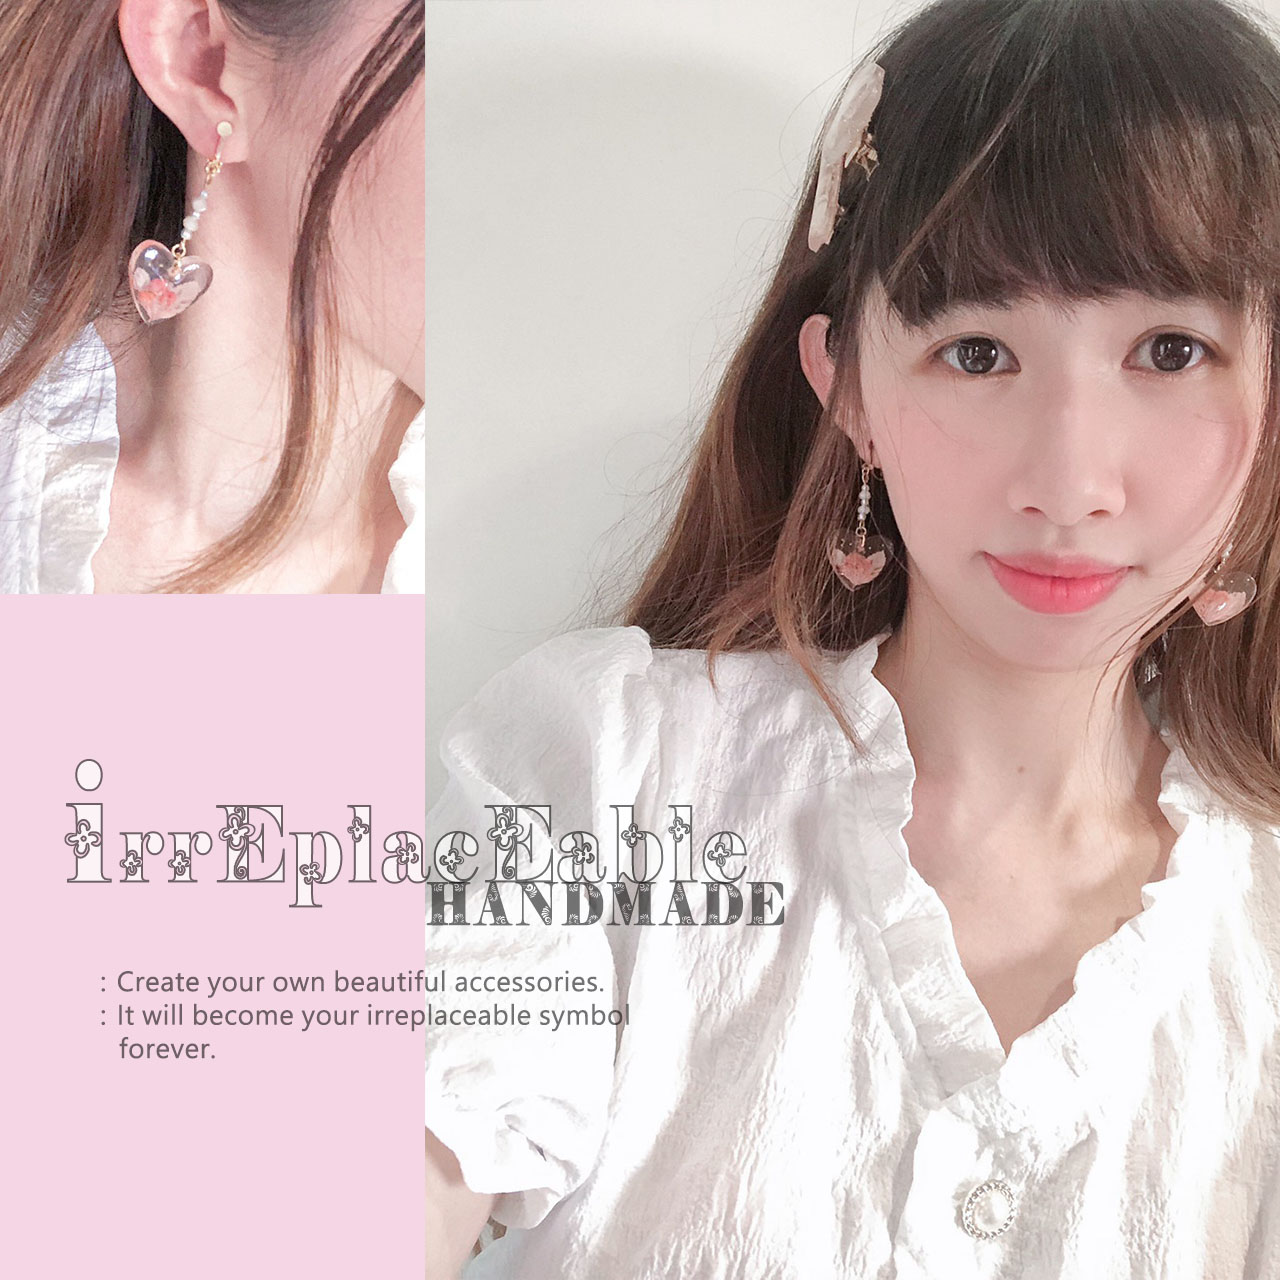 irrEplacEable
HANDMADE
: Create your own beautiful accessories.
: It will become your irreplaceable symbol
forever.